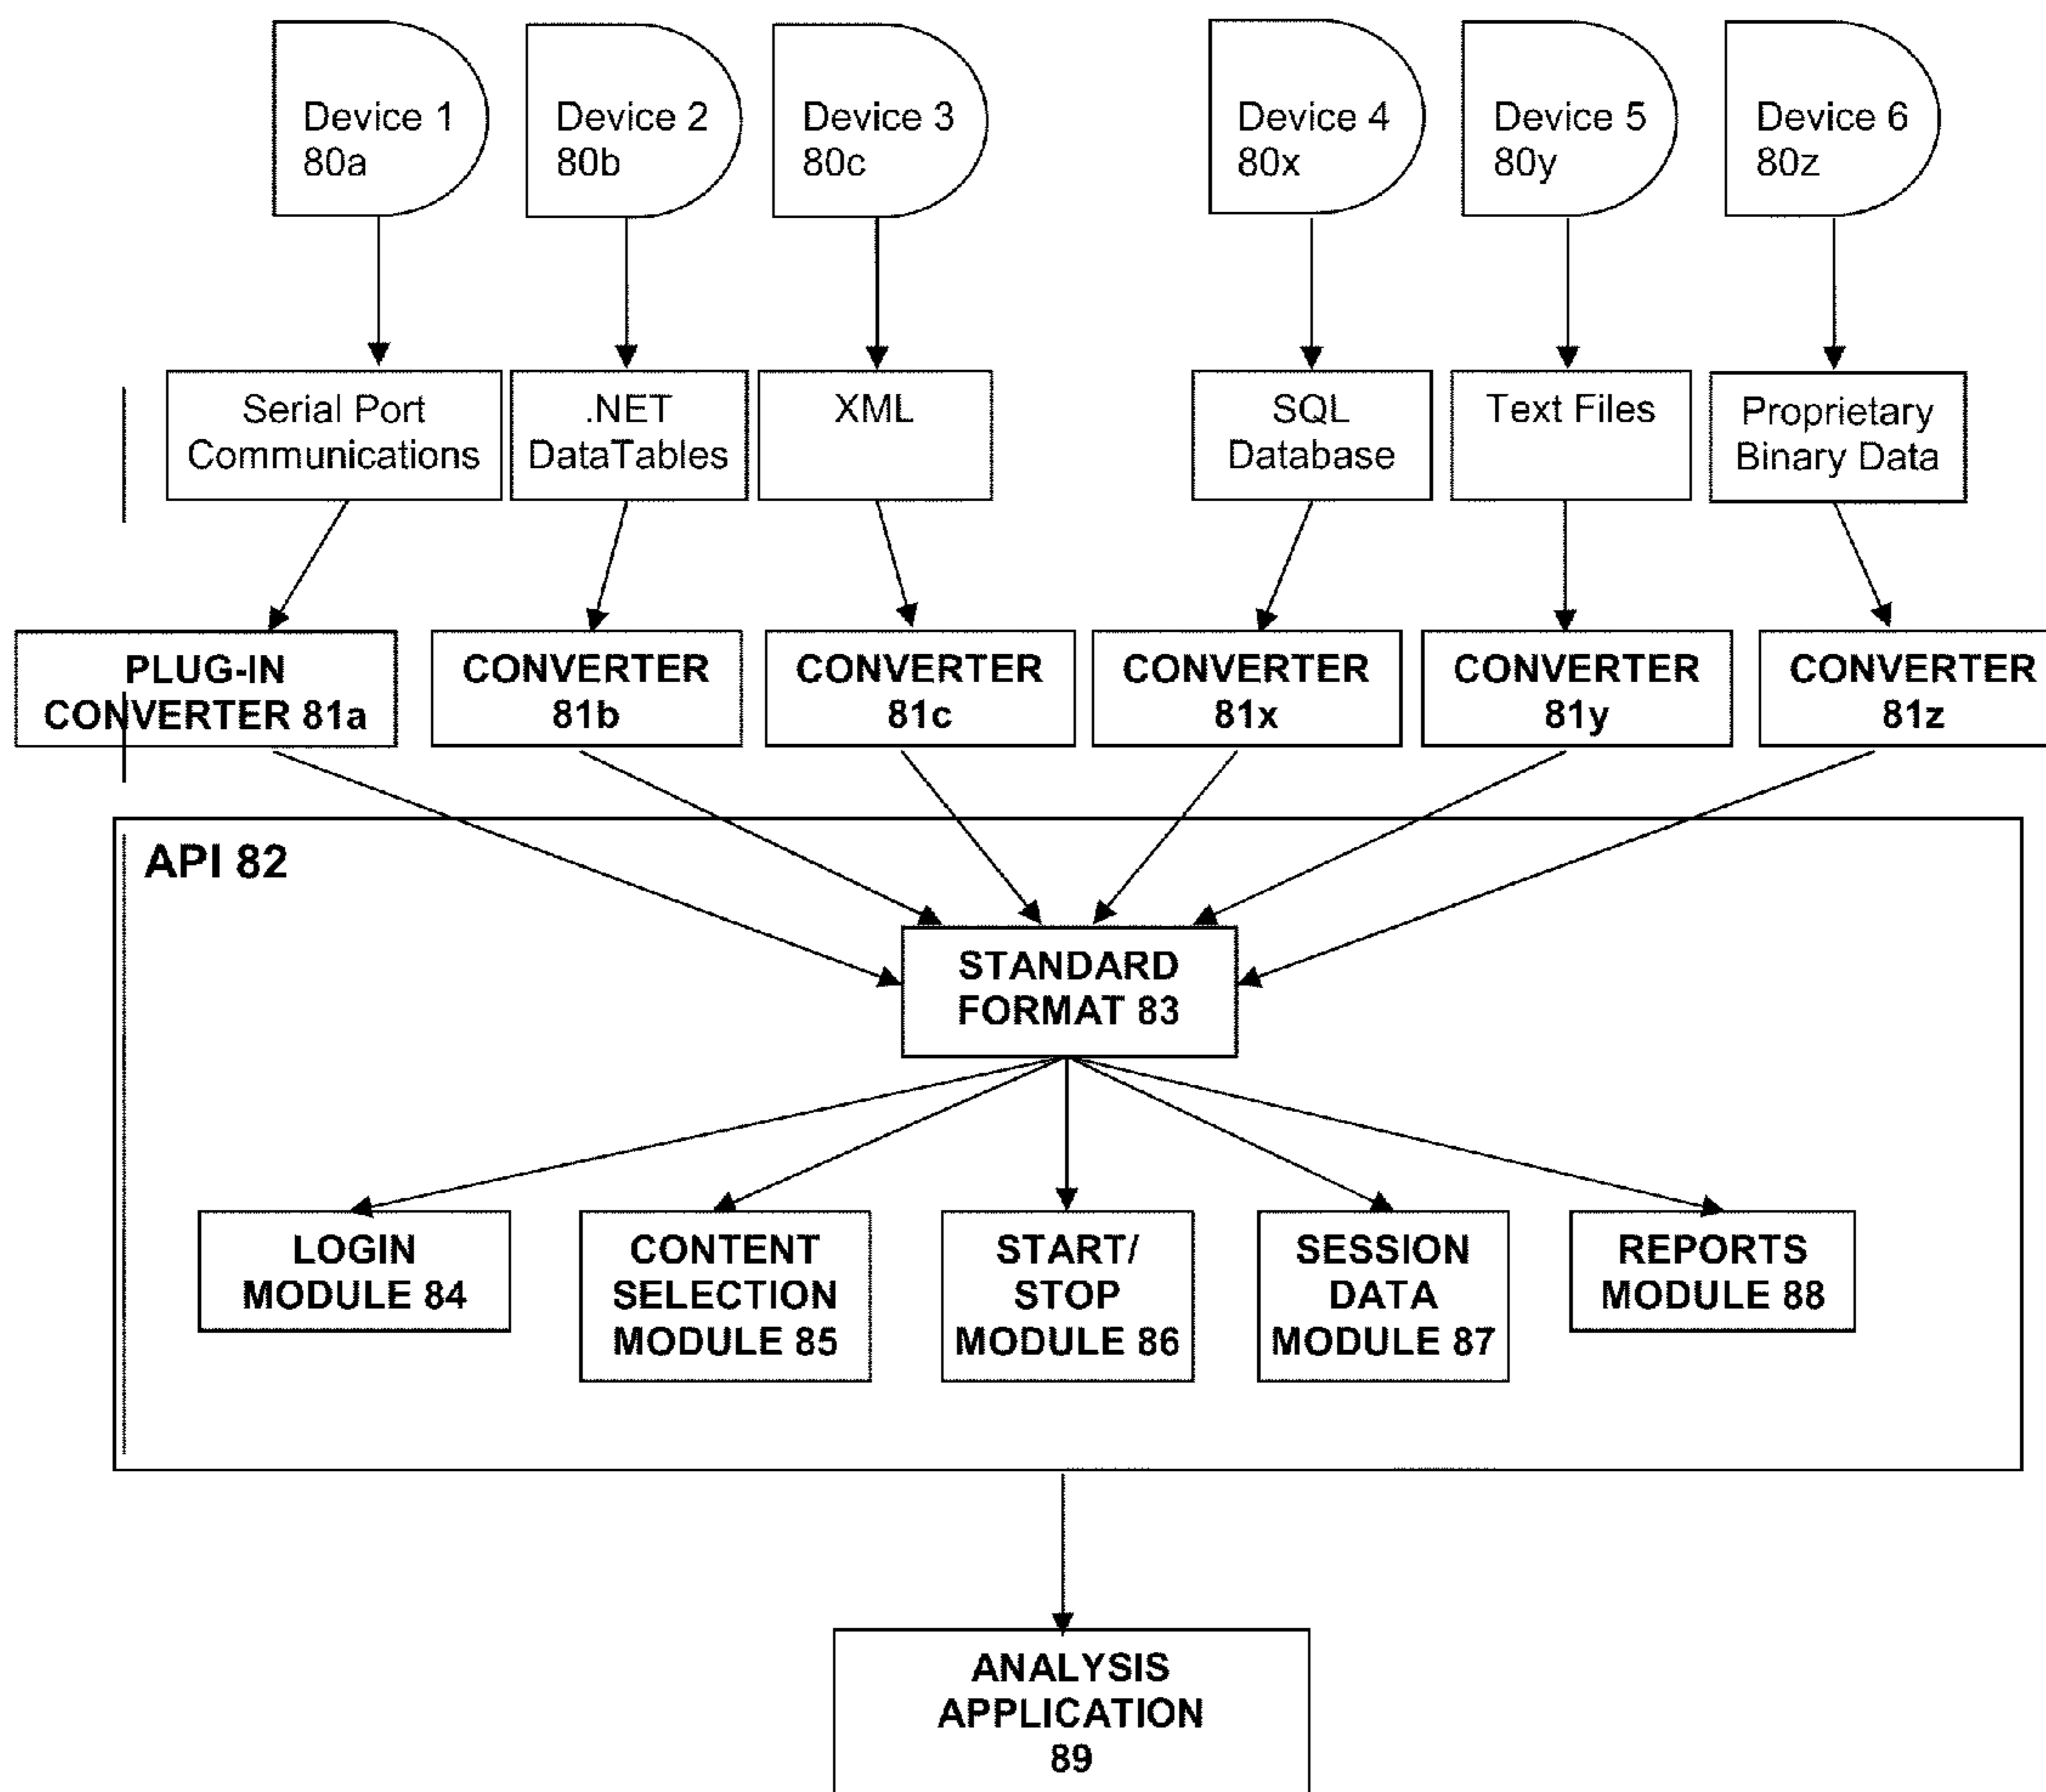 Device 1
80a
Device 2
80b
Device 3
80c
Device 4
80x
Device 5
80y
Device 6
80z
Serial Port
Communications
.NET
DataTables
XML
SQL
Database
Text Files
Proprietary
Binary Data
PLUG-IN
CONVERTER 81a
CONVERTER
81b
CONVERTER
81c
CONVERTER
81x
CONVERTER
81y
CONVERTER
81z
API 82
STANDARD
FORMAT 83
LOGIN
MODULE 84
CONTENT
SELECTION
MODULE 85
START/
STOP
MODULE 86
SESSION
DATA
MODULE 87
REPORTS
MODULE 88
ANALYSIS
APPLICATION
89